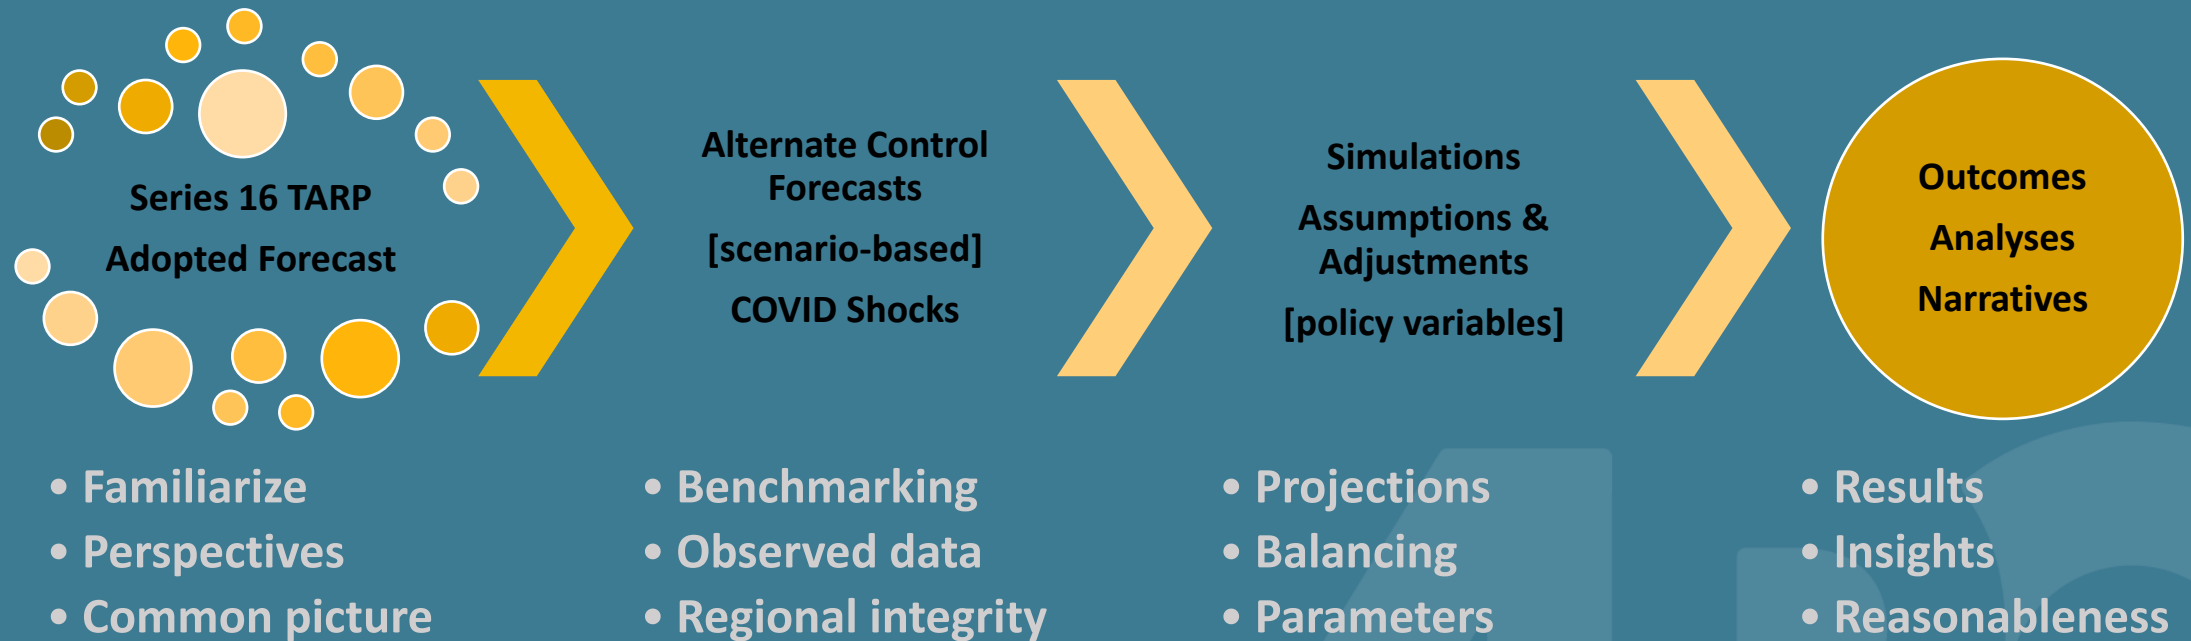 Series 16 TARP
Adopted Forecast
Alternate Control
Forecasts
[scenario-based]
COVID Shocks
Simulations
Assumptions &
Adjustments
[policy variables]
Outcomes
Analyses
Narratives
• Familiarize
• Perspectives
• Common picture
• Benchmarking
• Observed data
• Regional integrity
• Projections
• Balancing
• Parameters
• Results
• Insights
• Reasonableness